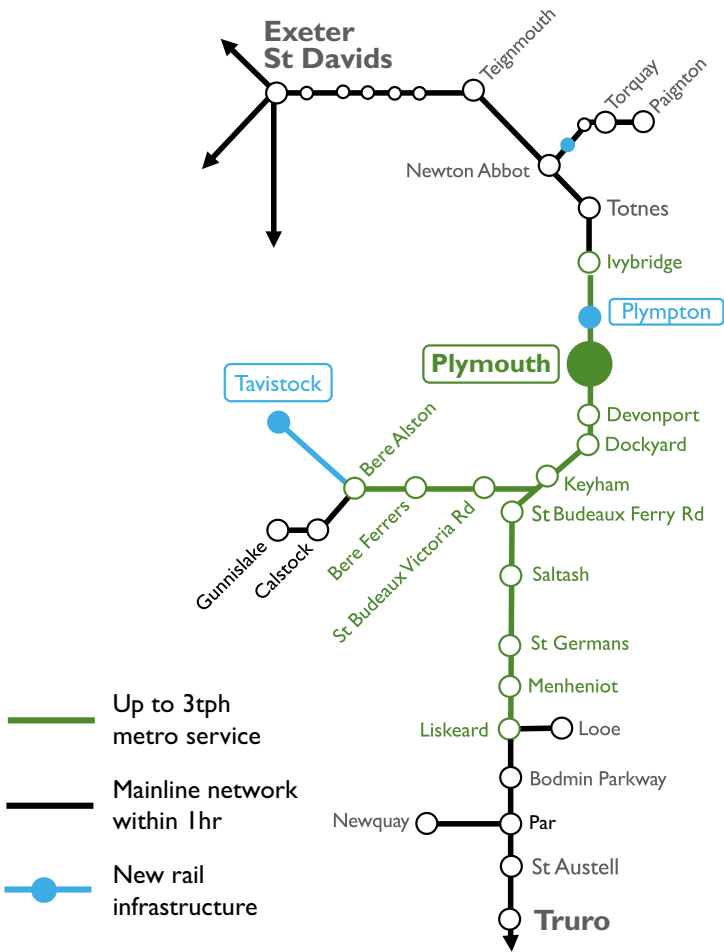 Exeter
St Davids
Teignmouth
Torquay
Paignton
Newton Abbot
Totnes
Ivybridge
Plympton
Plymouth
Tavistock
Devonport
Dockyard
Bere Alston
Keyham
Bere Ferrers
St Budeaux Victoria Rd
St Budeaux Ferry Rd
Gunnislake
Calstock
Saltash
St Germans
Menheniot
Liskeard
Looe
Bodmin Parkway
Newquay
Par
St Austell
Truro
Up to 3tph
metro service
Mainline network
within 1hr
New rail
infrastructure